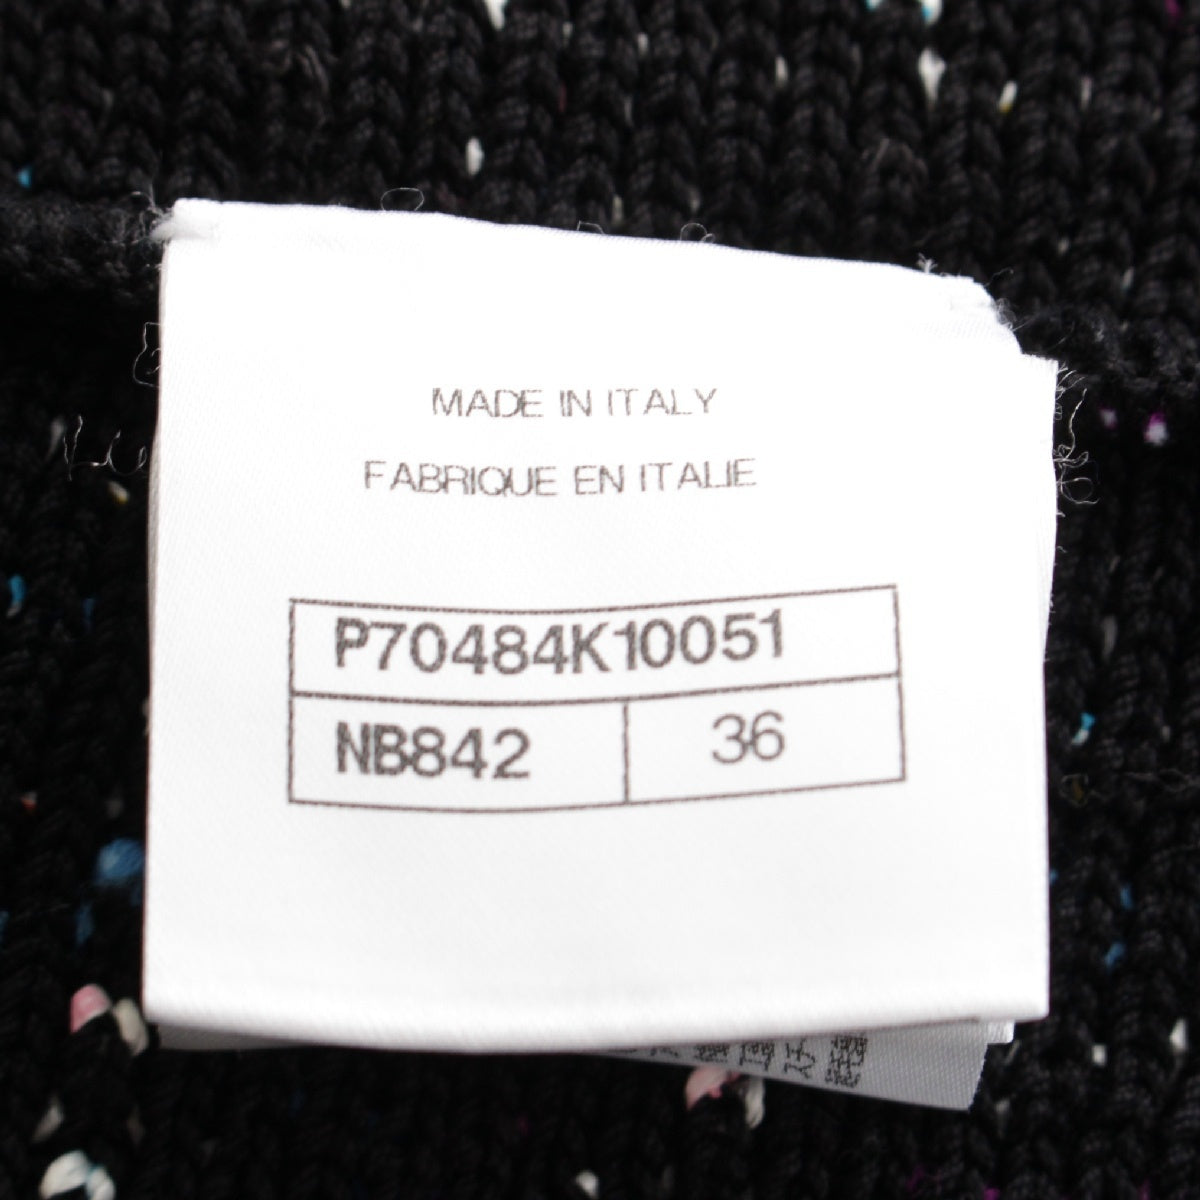 MADE IN ITALY
FABRIQUE EN ITALIE
P70484K10051
NB842 36